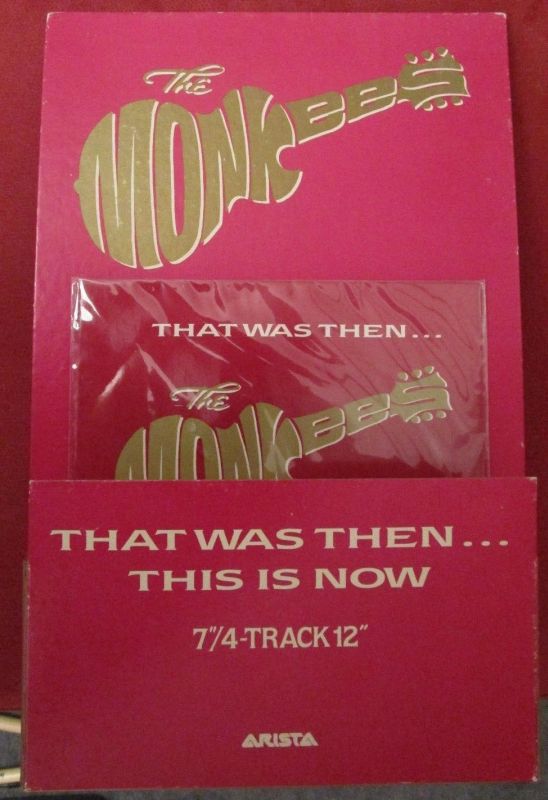 The
MONKEES
THAT WAS THEN...
The
MONKEES
THAT WAS THEN...
THIS IS NOW
7"/4-TRACK 12"
ARISTA